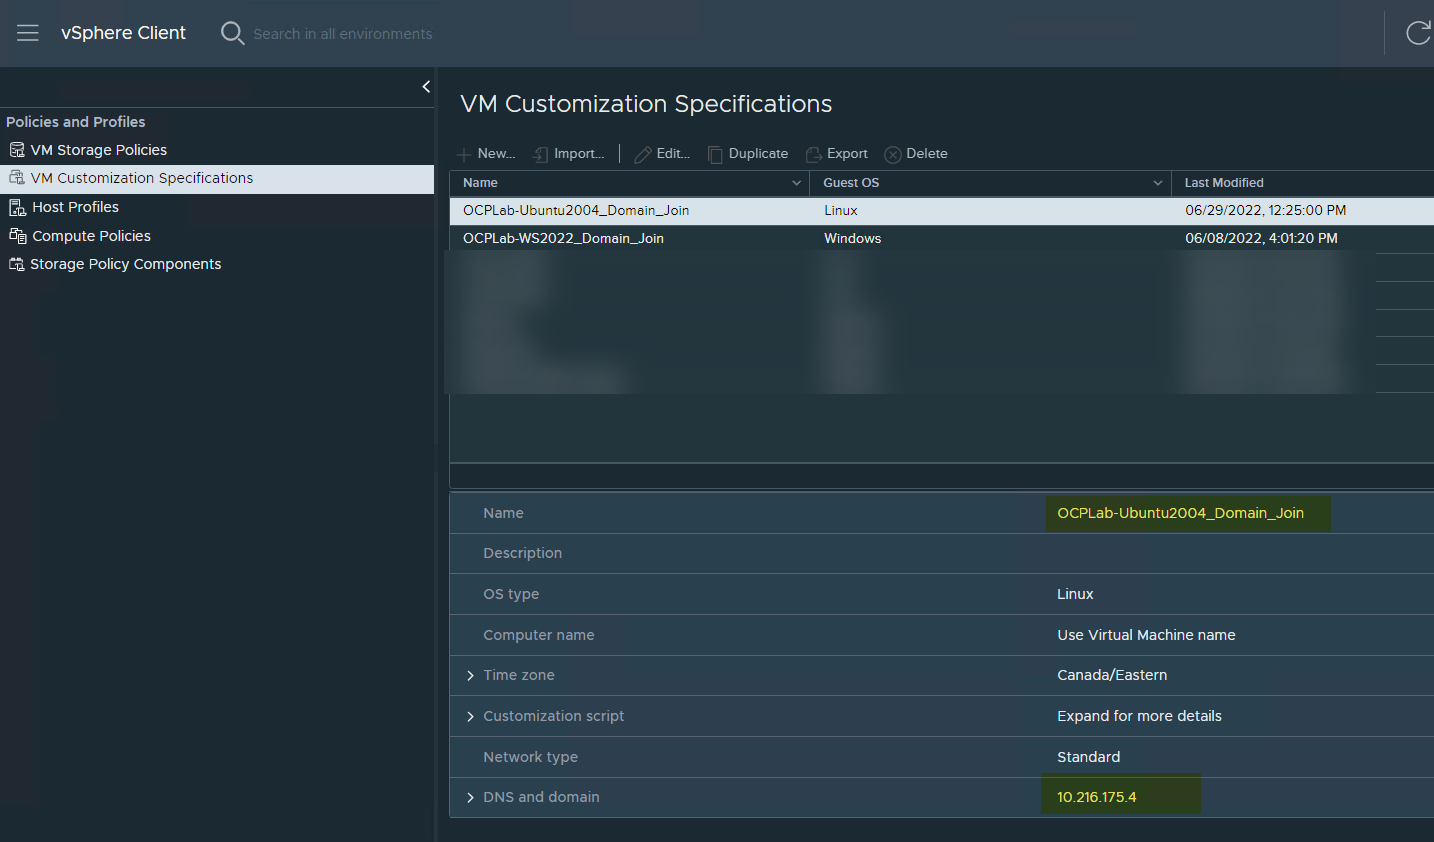 vSphere Client
Search in all environments
Policies and Profiles
VM Storage Policies
VM Customization Specifications
Host Profiles
Compute Policies
Storage Policy Components
VM Customization Specifications
New... Import... Edit... Duplicate Export Delete
Name Guest OS Last Modified
OCPLab-Ubuntu2004_Domain_Join Linux 06/29/2022, 12:25:00 PM
OCPLab-WS2022_Domain_Join Windows 06/08/2022, 4:01:20 PM
Name OCPLab-Ubuntu2004_Domain_Join
Description
OS type Linux
Computer name Use Virtual Machine name
Time zone Canada/Eastern
Customization script Expand for more details
Network type Standard
DNS and domain 10.216.175.4